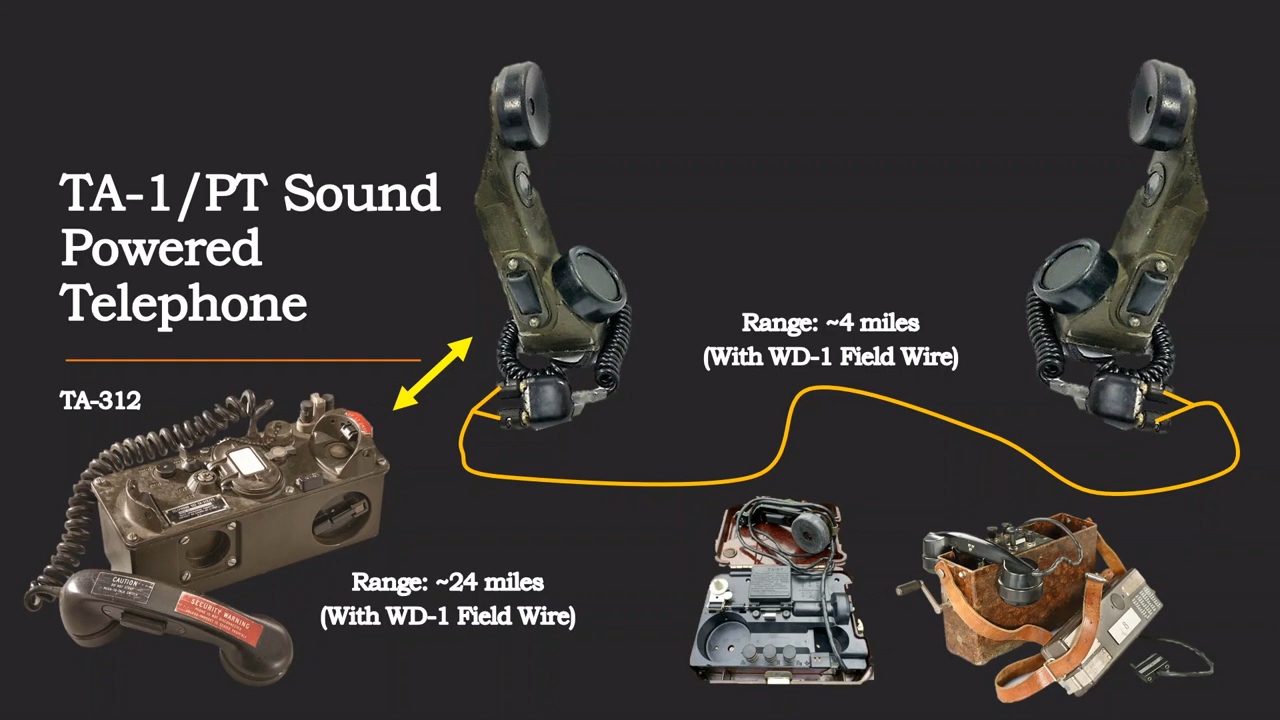 TA-1/PT Sound
Powered
Telephone
TA-312
Range: ~4 miles
(With WD-1 Field Wire)
Range: ~24 miles
(With WD-1 Field Wire)
CAUTION
SECURITY WARNING